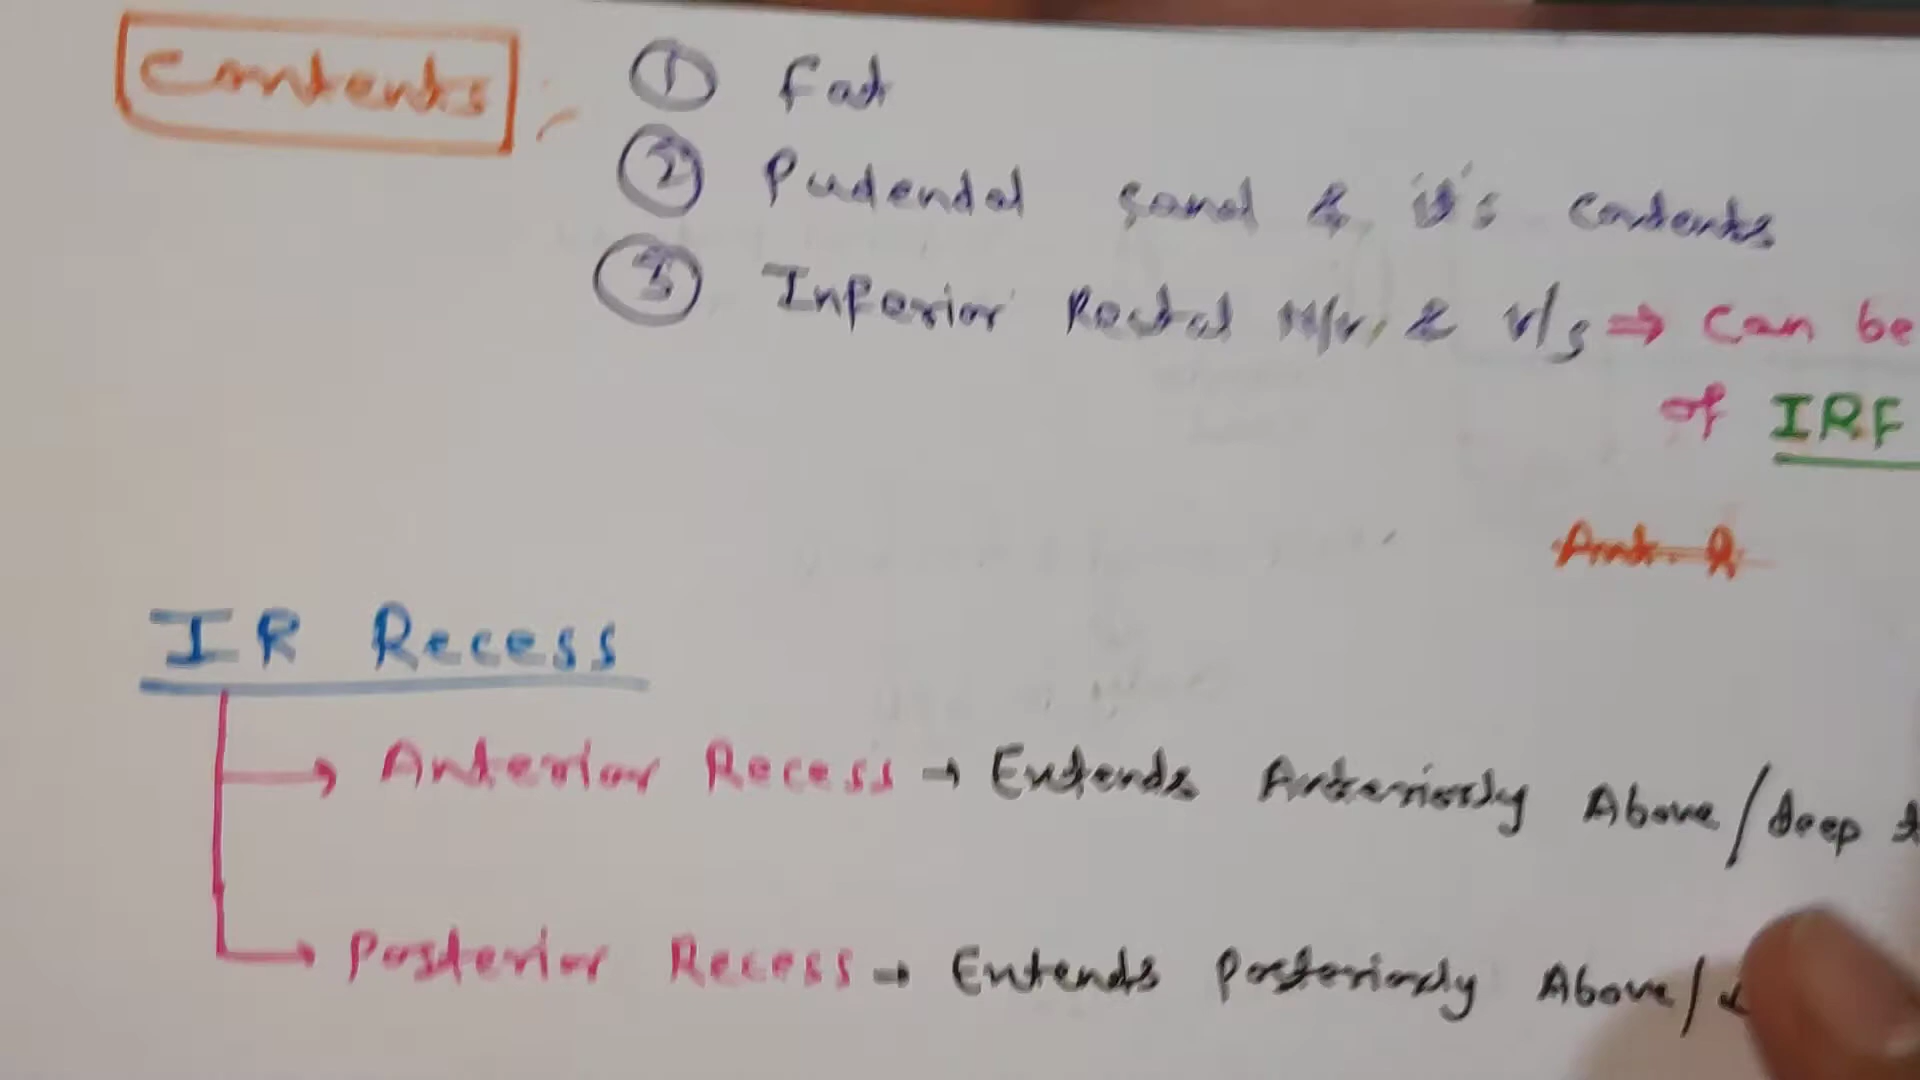 Contents :-
① Fat
② Pudendal Canal & it's contents
③ Inferior Rectal N/v, & v/s ⇒ Can be
of IRF
IR Recess
→ Anterior Recess → Extends Anteriorly Above/deep
→ Posterior Recess → Extends Posteriorly Above/